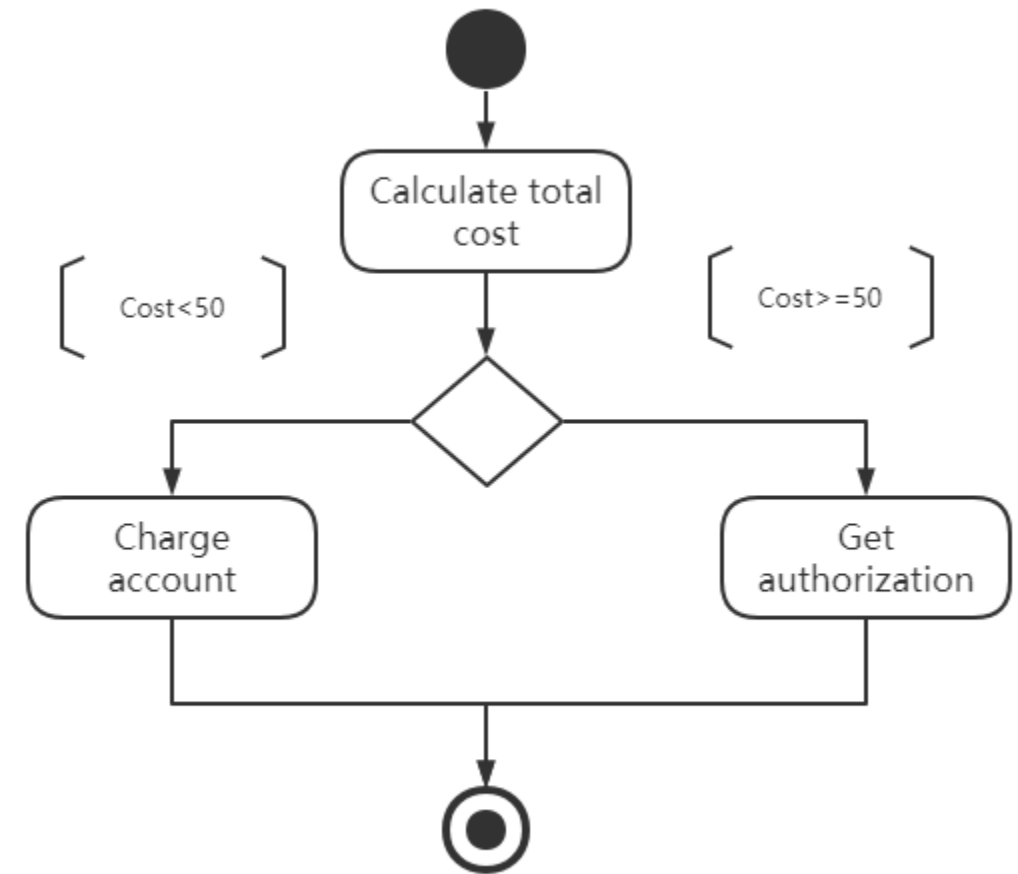 Calculate total
cost
Cost<50
Cost>=50
Charge
account
Get
authorization